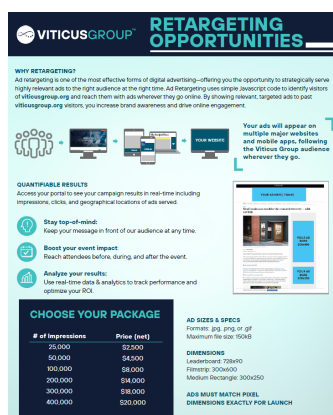 VITICUSGROUP™
RETARGETING
OPPORTUNITIES
WHY RETARGETING?
Ad retargeting is one of the most effective forms of digital advertising—offering you the opportunity to strategically serve
highly relevant ads to the right audience at the right time. Ad Retargeting uses simple Javascript code to identify visitors
of viticusgroup.org and reach them with ads wherever they go online. By showing relevant, targeted ads to past
viticusgroup.org visitors, you increase brand awareness and drive online engagement.
YOUR WEBSITE
Your ads will appear on
multiple major websites
and mobile apps, following
the Viticus Group audience
wherever they go.
QUANTIFIABLE RESULTS
Access your portal to see your campaign results in real-time including
impressions, clicks, and geographical locations of ads served.
Stay top-of-mind:
Keep your message in front of our audience at any time.
Boost your event impact:
Reach attendees before, during, and after the event.
Analyze your results:
Use real-time data & analytics to track performance and
optimize your ROI.
CHOOSE YOUR PACKAGE
# of Impressions Price (net)
25,000 $2,500
50,000 $4,500
100,000 $8,000
200,000 $14,000
300,000 $18,000
400,000 $20,000
AD SIZES & SPECS
Formats: .jpg, .png, or .gif
Maximum file size: 150kB
DIMENSIONS
Leaderboard: 728x90
Filmstrip: 300x600
Medium Rectangle: 300x250
ADS MUST MATCH PIXEL
DIMENSIONS EXACTLY FOR LAUNCH